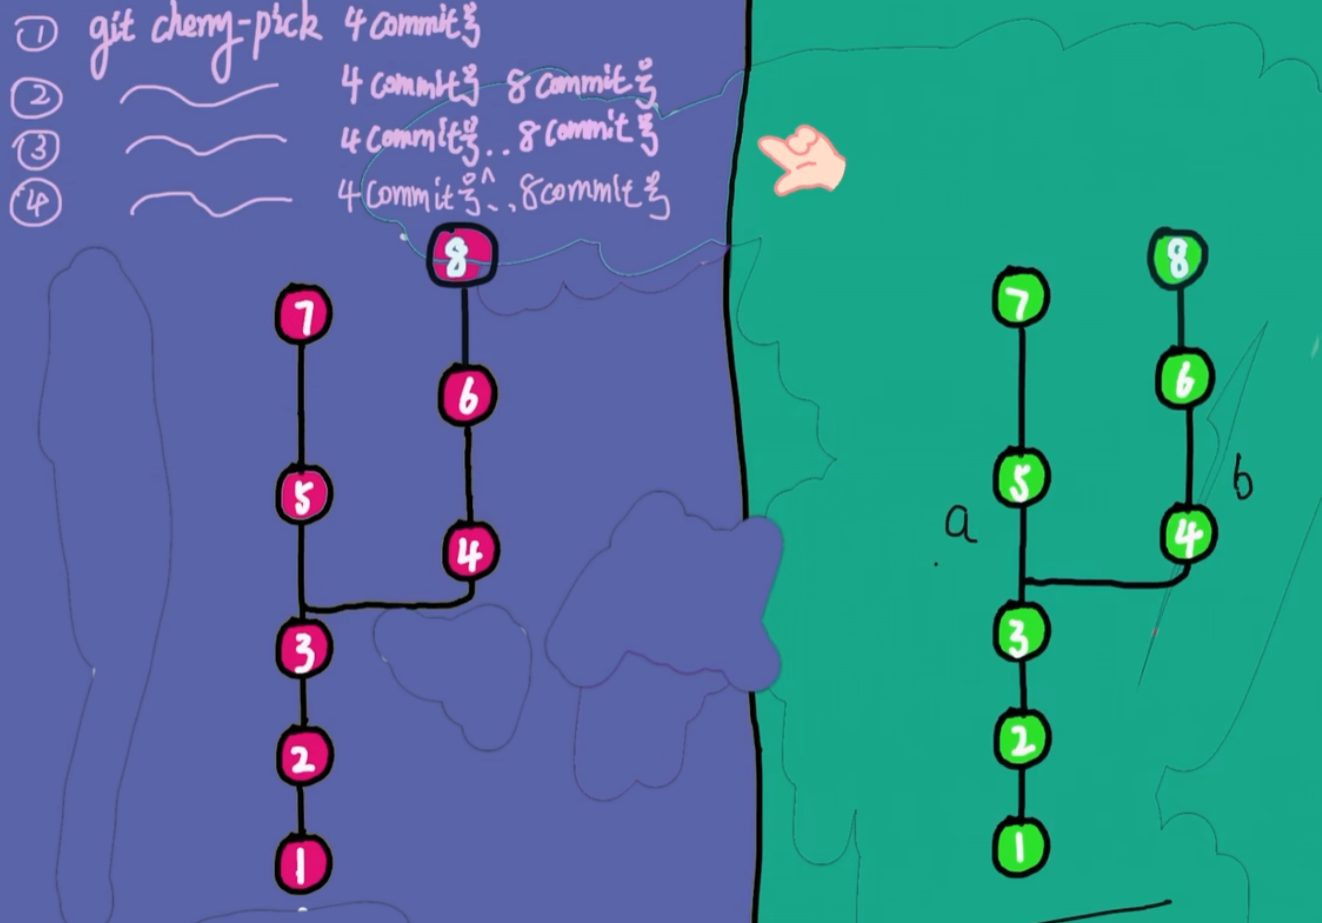 ① git cherry-pick 4 commit号
② 4 commit号 8 commit号
③ 4 commit号..8 commit号
④ 4 commit号^..8 commit号
8
7
6
5
4
3
2
1
8
7
6
5
b
a
4
3
2
1